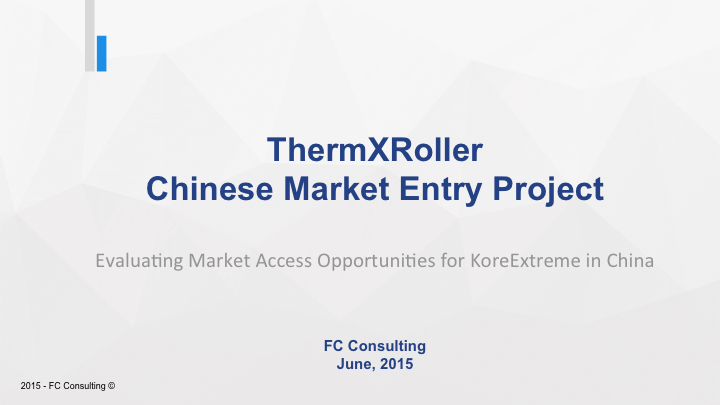 ThermXRoller
Chinese Market Entry Project
Evaluating Market Access Opportunities for KoreExtreme in China
FC Consulting
June, 2015
2015 - FC Consulting ©